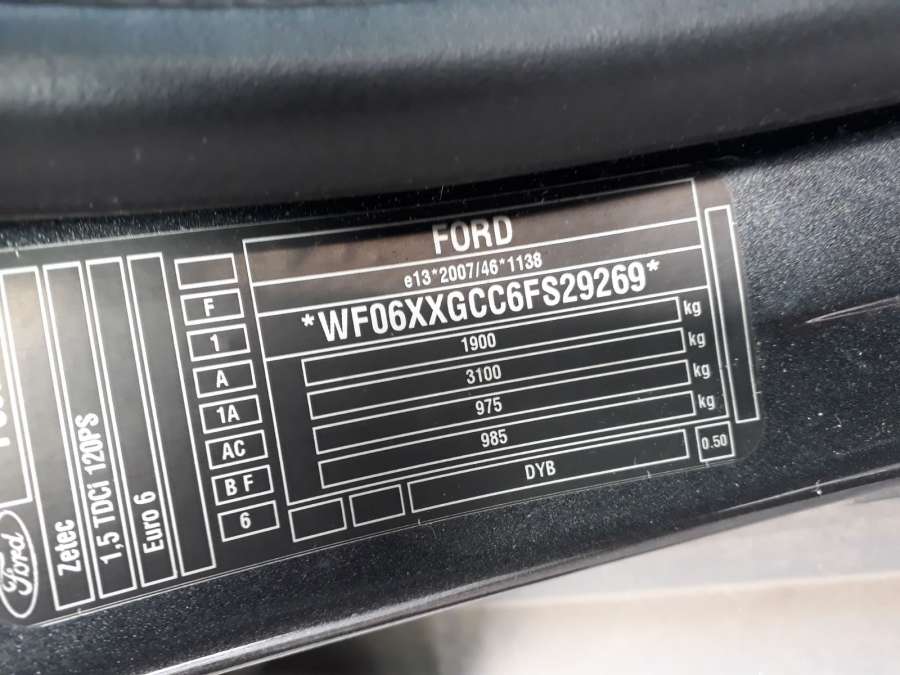 FORD
e13*2007/46*1138
*WF06XXGCC6FS29269*
1900 kg
3100 kg
975 kg
985 kg
DYB
0.50
F
1
A
1A
AC
B F
6
Euro 6
1,5 TDCi 120PS
Zetec
Ford